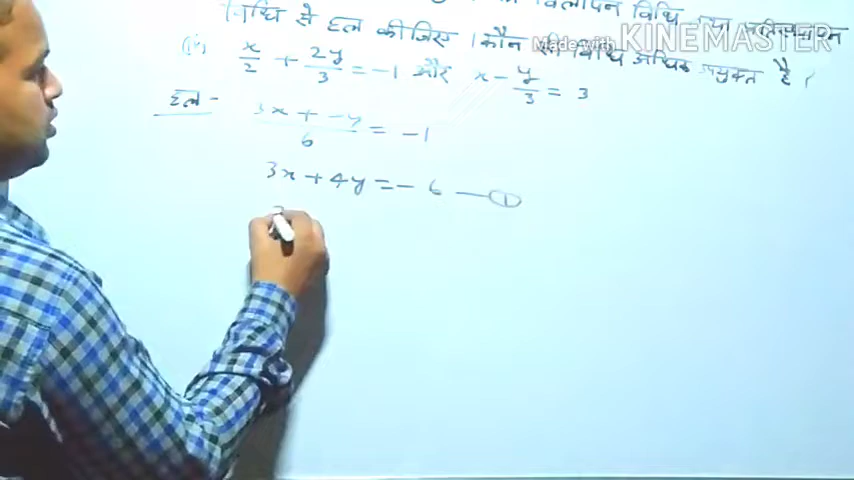 विलोपन विधि
विधि से हल कीजिए । कौन सी विधि अधिक उपयुक्त है ?
Made with KINEMASTER
(iv) x/2 + 2y/3 = -1 और x - y/3 = 3
हल -
3x + 4y / 6 = -1
3x + 4y = - 6 — ①